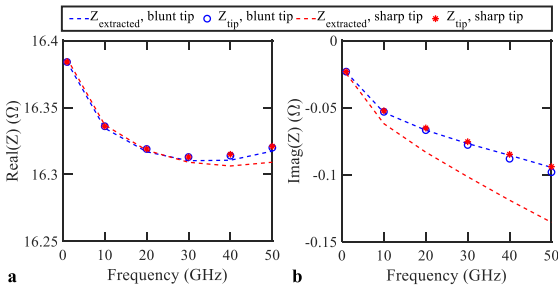 Z_extracted, blunt tip Z_tip, blunt tip Z_extracted, sharp tip Z_tip, sharp tip
16.4
16.35
16.3
16.25
Real(Z) (Ω)
0 10 20 30 40 50
Frequency (GHz)
a
0
-0.05
-0.1
-0.15
Imag(Z) (Ω)
0 10 20 30 40 50
Frequency (GHz)
b